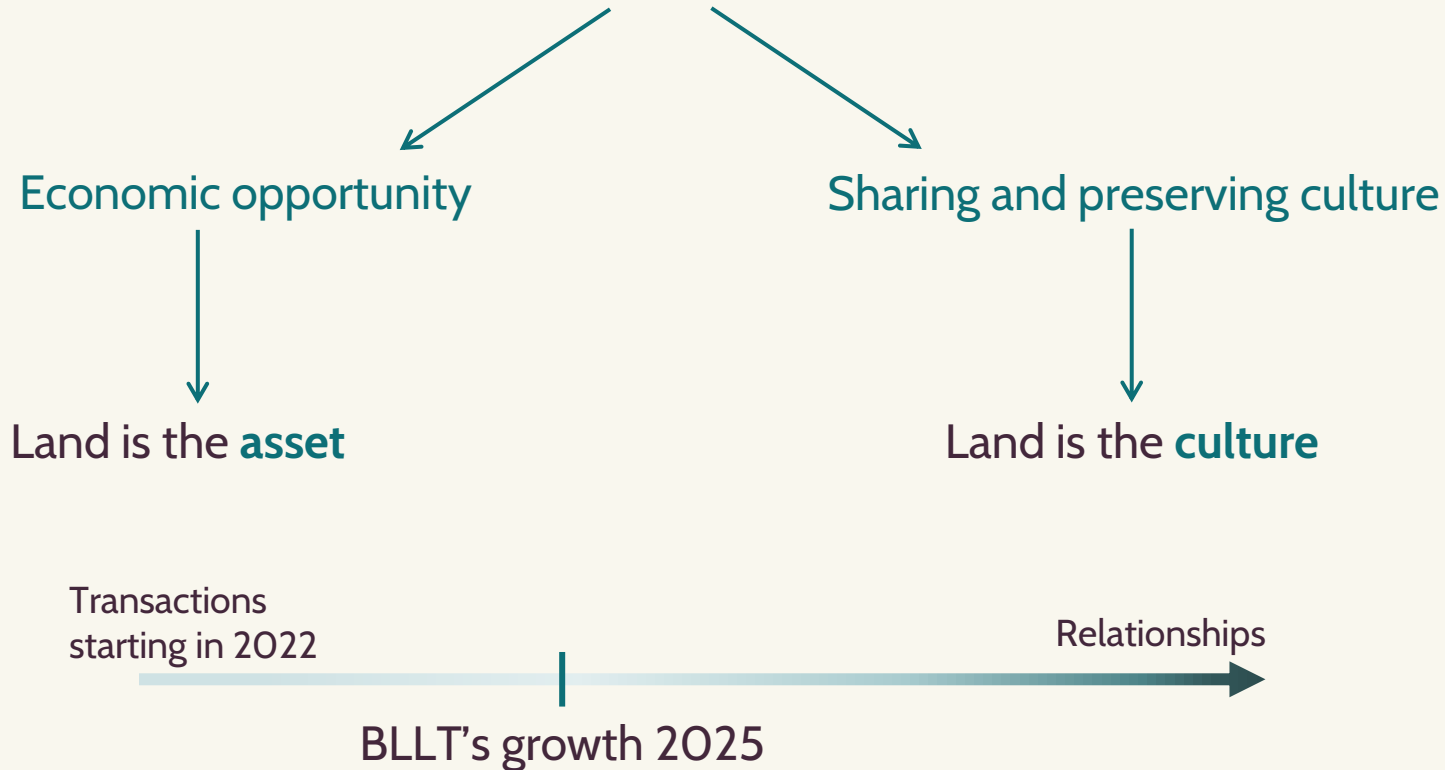 Economic opportunity
Sharing and preserving culture
Land is the asset
Land is the culture
Transactions
starting in 2022
Relationships
BLLT's growth 2025